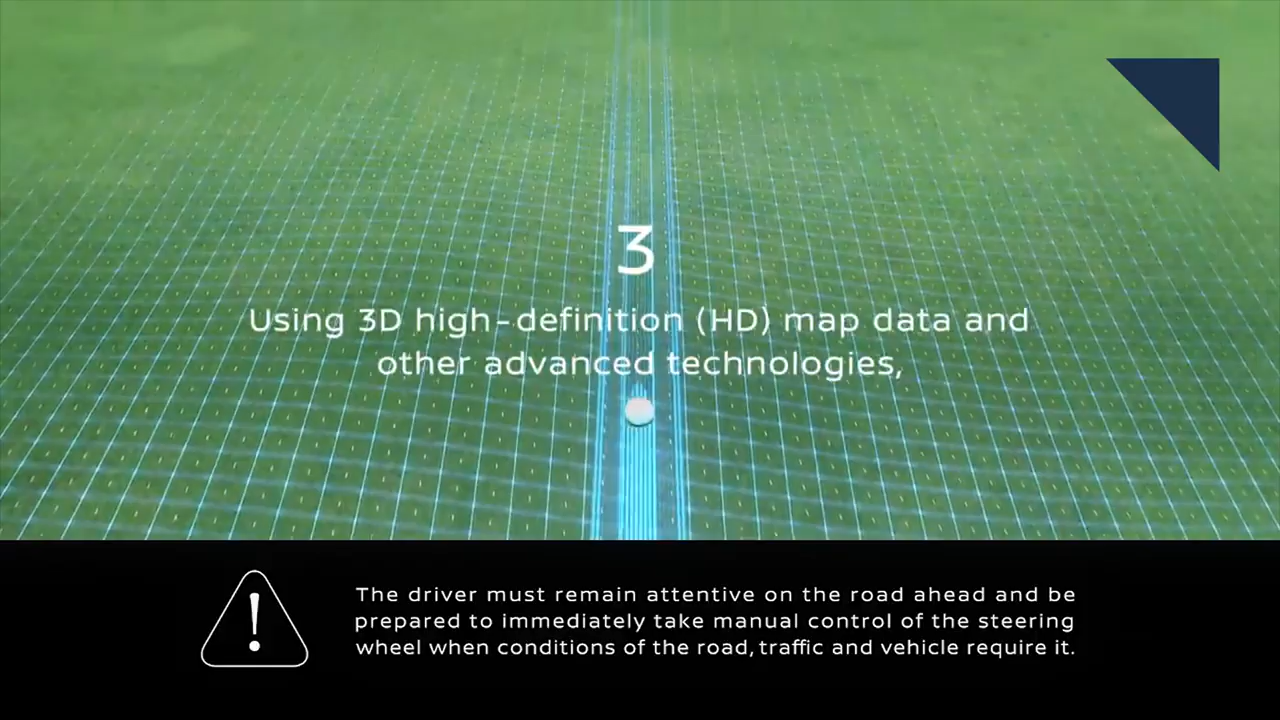 3
Using 3D high-definition (HD) map data and
other advanced technologies,
The driver must remain attentive on the road ahead and be
prepared to immediately take manual control of the steering
wheel when conditions of the road, traffic and vehicle require it.